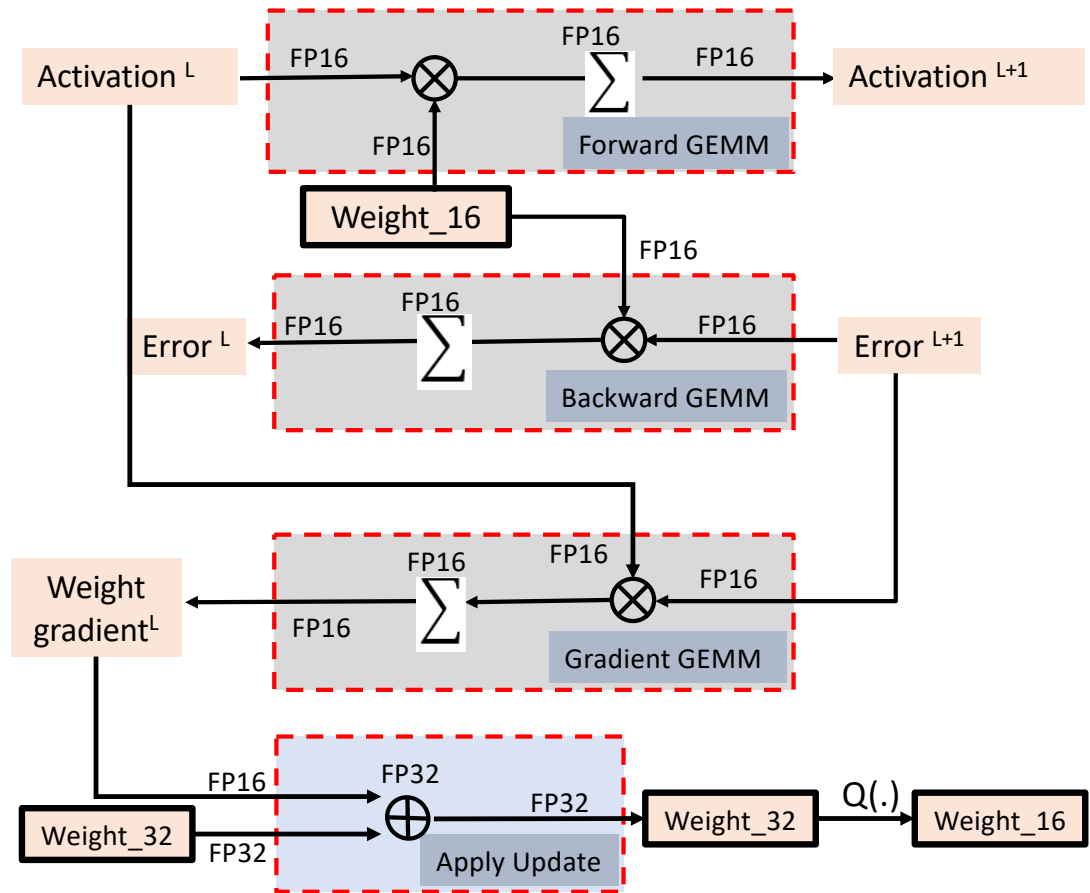 Activation L
FP16
FP16
FP16
Activation L+1
FP16
Forward GEMM
Weight_16
FP16
Error L
FP16
FP16
FP16
Error L+1
Backward GEMM
Weight
gradientL
FP16
FP16
FP16
FP16
Gradient GEMM
FP16
FP32
FP32
Weight_32
FP32
Apply Update
Weight_32
Q(.)
Weight_16